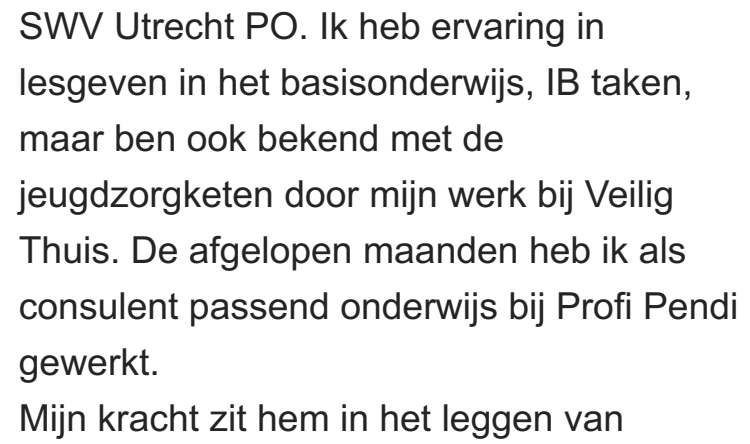 SWV Utrecht PO. Ik heb ervaring in
lesgeven in het basisonderwijs, IB taken,
maar ben ook bekend met de
jeugdzorgketen door mijn werk bij Veilig
Thuis. De afgelopen maanden heb ik als
consulent passend onderwijs bij Profi Pendi
gewerkt.
Mijn kracht zit hem in het leggen van